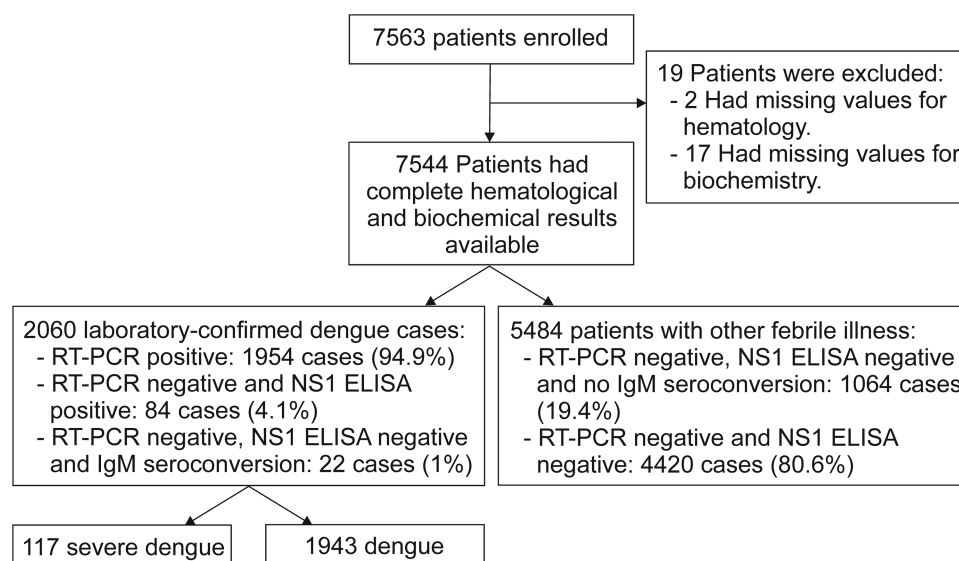 7563 patients enrolled
19 Patients were excluded:
- 2 Had missing values for
hematology.
- 17 Had missing values for
biochemistry.
7544 Patients had
complete hematological
and biochemical results
available
2060 laboratory-confirmed dengue cases:
- RT-PCR positive: 1954 cases (94.9%)
- RT-PCR negative and NS1 ELISA
positive: 84 cases (4.1%)
- RT-PCR negative, NS1 ELISA negative
and IgM seroconversion: 22 cases (1%)
5484 patients with other febrile illness:
- RT-PCR negative, NS1 ELISA negative
and no IgM seroconversion: 1064 cases
(19.4%)
- RT-PCR negative and NS1 ELISA
negative: 4420 cases (80.6%)
117 severe dengue
1943 dengue